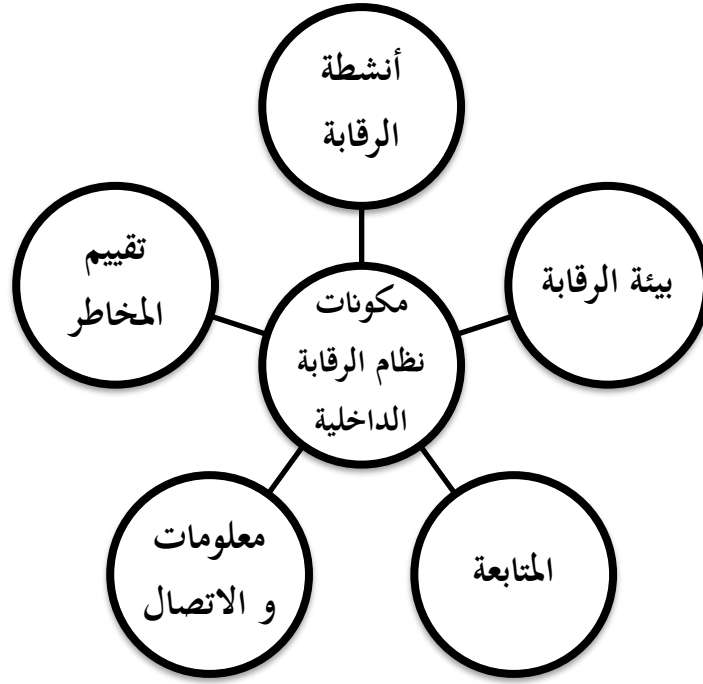 أنشطة
الرقابة
بيئة الرقابة
تقييم
المخاطر
مكونات
نظام الرقابة
الداخلية
معلومات
و الاتصال
المتابعة